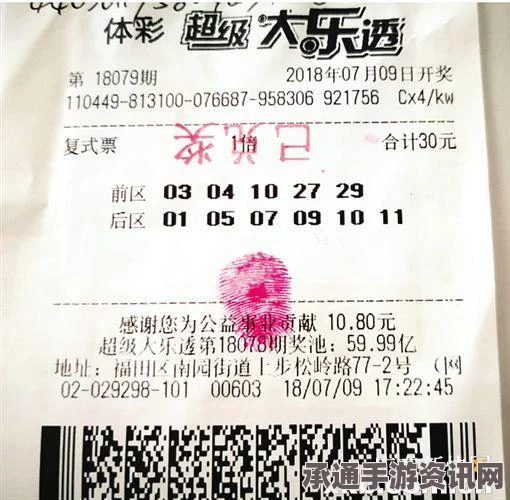 体彩 超级大乐透
第 18079期 2018年07月09日开奖
110449-813100-076687-958306 921756 Cx4/kw
复式票 1倍 合计30元
已兑奖
前区 03 04 10 27 29
后区 01 05 07 09 10 11
感谢您为公益事业贡献 10.80元
超级大乐透第18078期奖池：59.99亿
地址：福田区南园街道上步松岭路77-2号 （网
02-029298-101 00603 18/07/09 17:22:45
承通手游资讯网